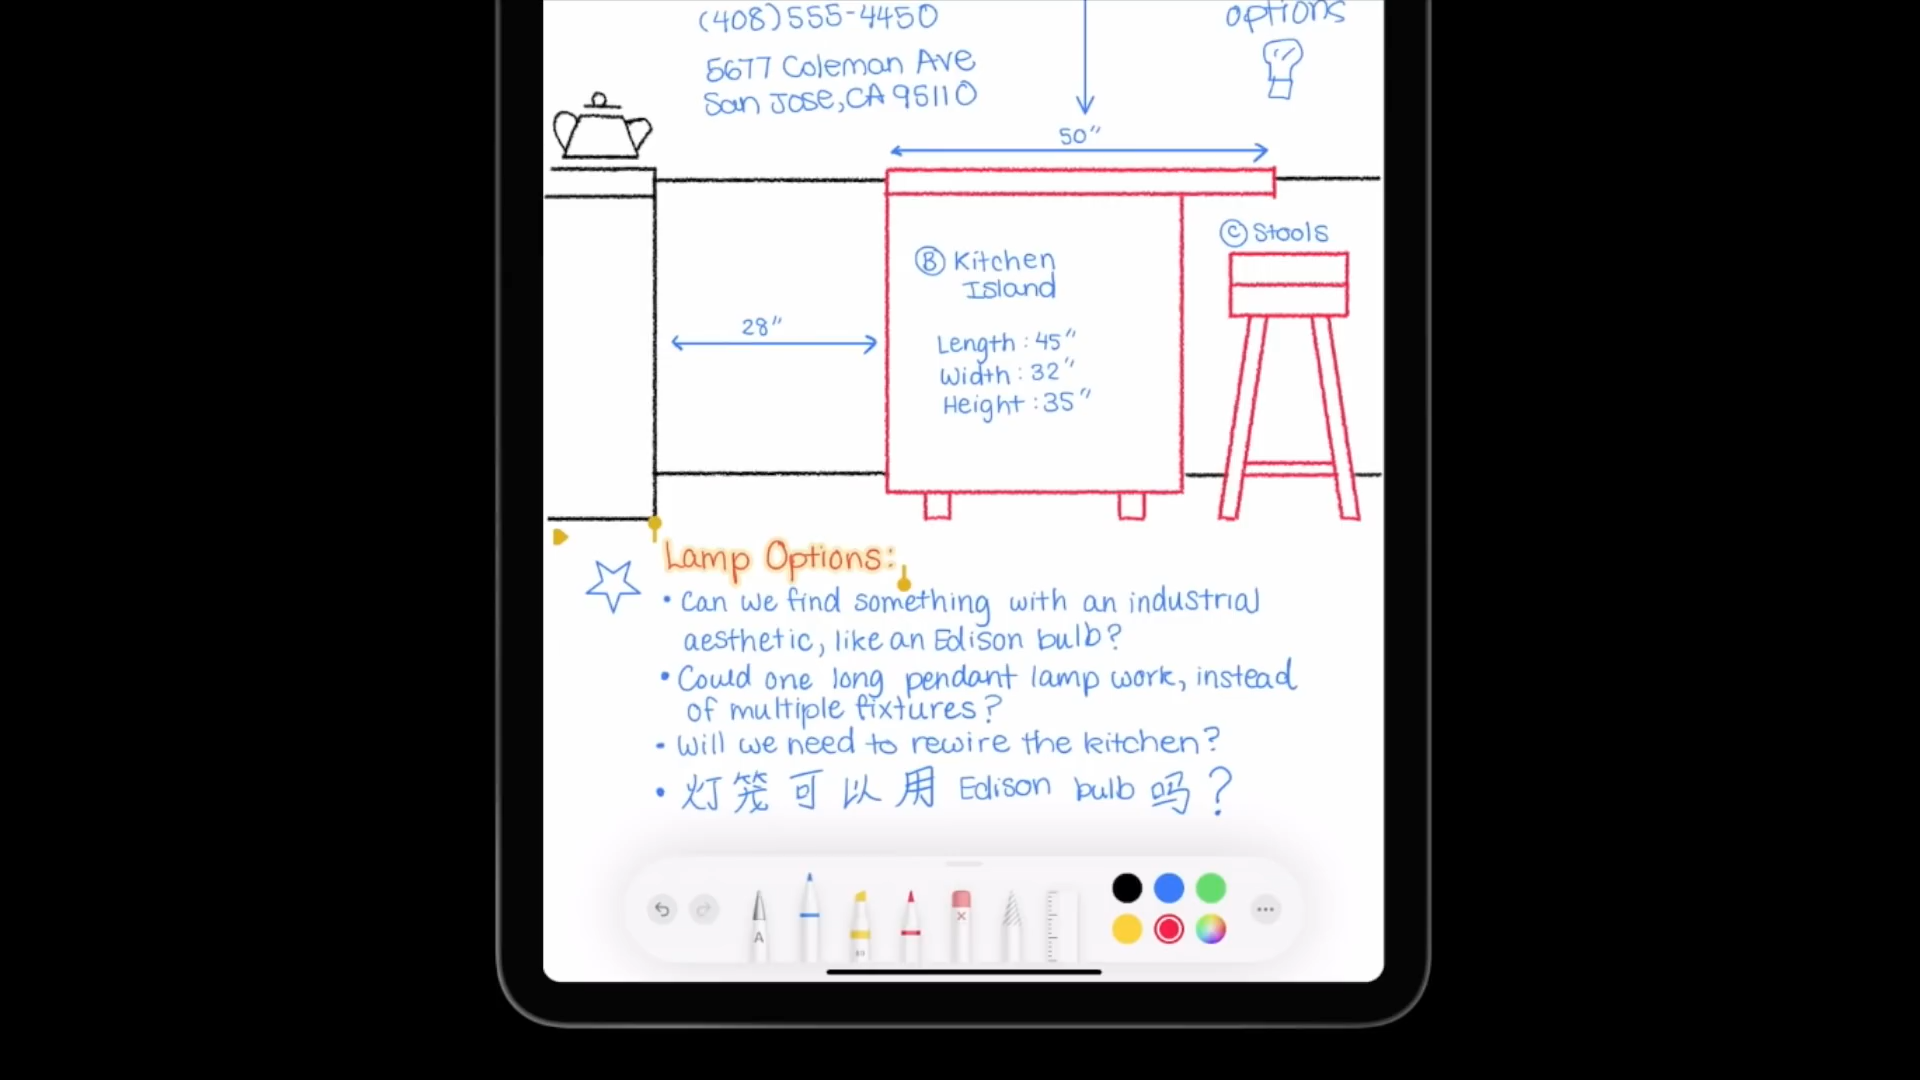 (408)555-4450
options
5677 Coleman Ave
San Jose, CA 95110
50"
Ⓒ Stools
Ⓑ Kitchen
Island
28"
Length : 45"
Width : 32"
Height : 35"
Lamp Options:
• Can we find something with an industrial
aesthetic, like an Edison bulb?
• Could one long pendant lamp work, instead
of multiple fixtures?
- Will we need to rewire the kitchen?
• 灯笼可以用 Edison bulb 吗?
A